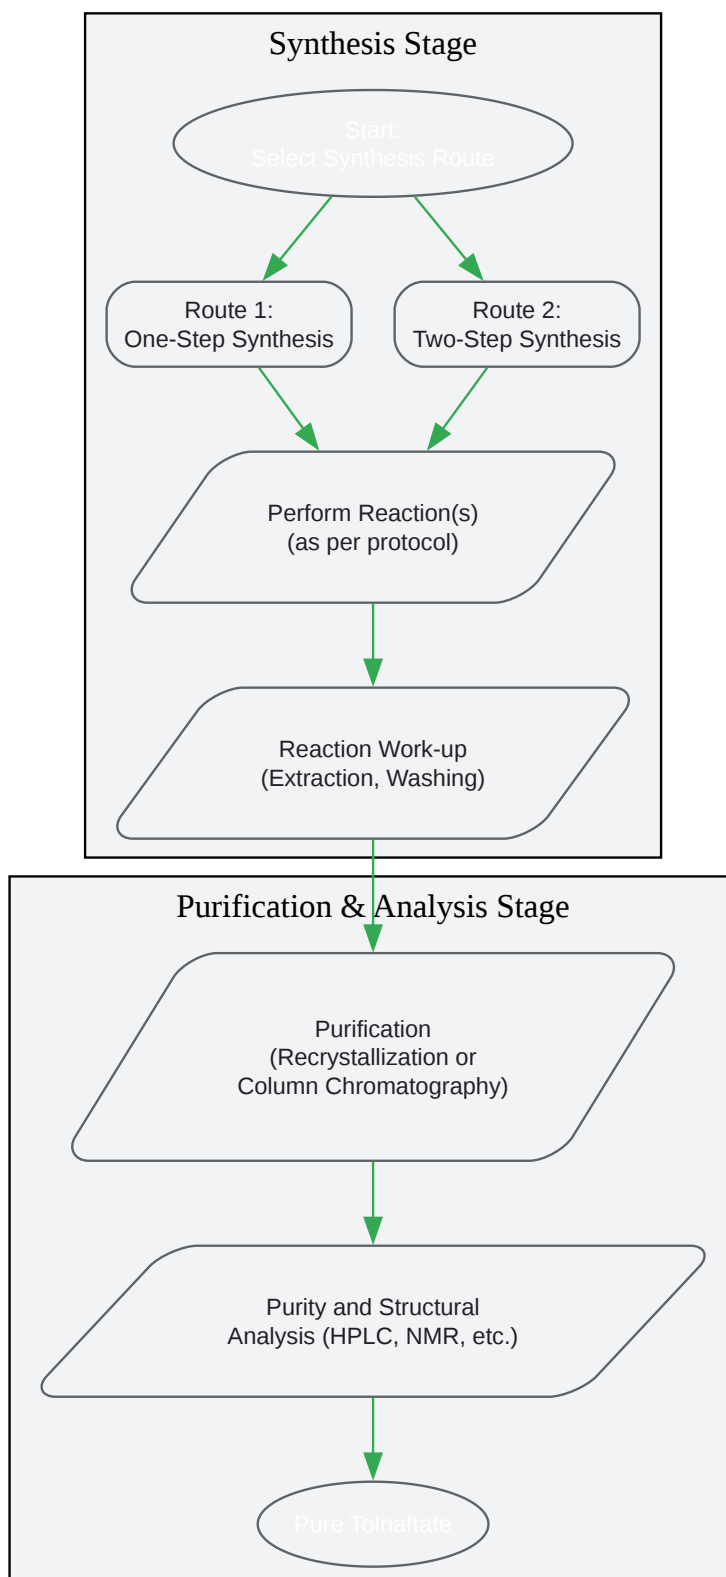 Synthesis Stage
Start:
Select Synthesis Route
Route 1:
One-Step Synthesis
Route 2:
Two-Step Synthesis
Perform Reaction(s)
(as per protocol)
Reaction Work-up
(Extraction, Washing)
Purification & Analysis Stage
Purification
(Recrystallization or
Column Chromatography)
Purity and Structural
Analysis (HPLC, NMR, etc.)
Pure Tolnaftate